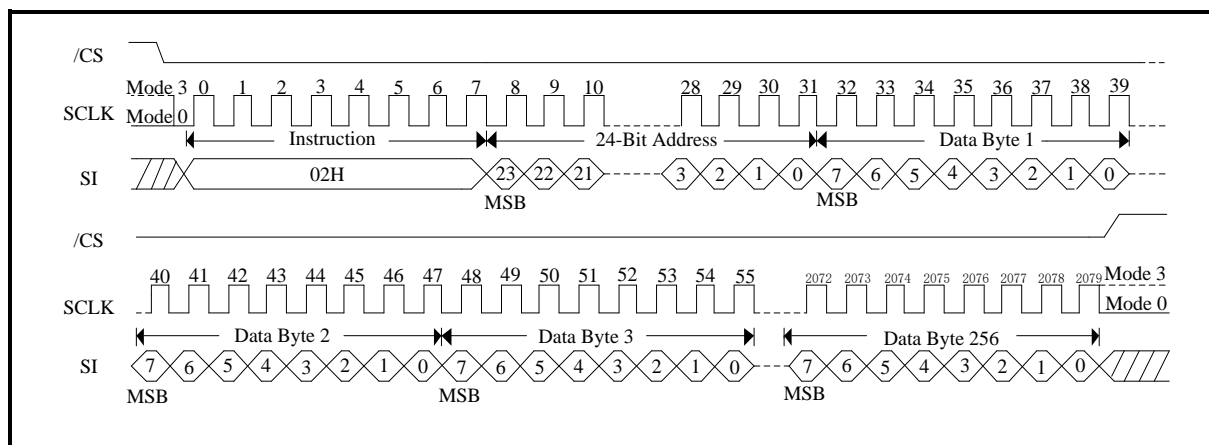 /CS
Mode 3 0 1 2 3 4 5 6 7 8 9 10 28 29 30 31 32 33 34 35 36 37 38 39
SCLK Mode 0
Instruction 24-Bit Address Data Byte 1
SI 02H 23 22 21 3 2 1 0 7 6 5 4 3 2 1 0
MSB MSB
/CS
40 41 42 43 44 45 46 47 48 49 50 51 52 53 54 55 2072 2073 2074 2075 2076 2077 2078 2079 Mode 3
SCLK Mode 0
Data Byte 2 Data Byte 3 Data Byte 256
SI 7 6 5 4 3 2 1 0 7 6 5 4 3 2 1 0 7 6 5 4 3 2 1 0
MSB MSB MSB